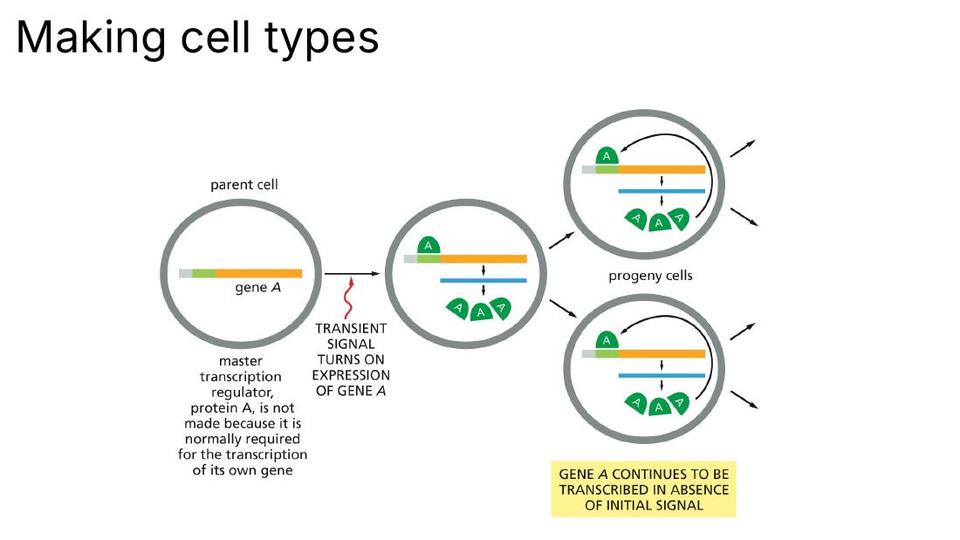 Making cell types
parent cell
gene A
master
transcription
regulator,
protein A, is not
made because it is
normally required
for the transcription
of its own gene
TRANSIENT
SIGNAL
TURNS ON
EXPRESSION
OF GENE A
A
A A A
A
A A A
progeny cells
A
A A A
GENE A CONTINUES TO BE
TRANSCRIBED IN ABSENCE
OF INITIAL SIGNAL